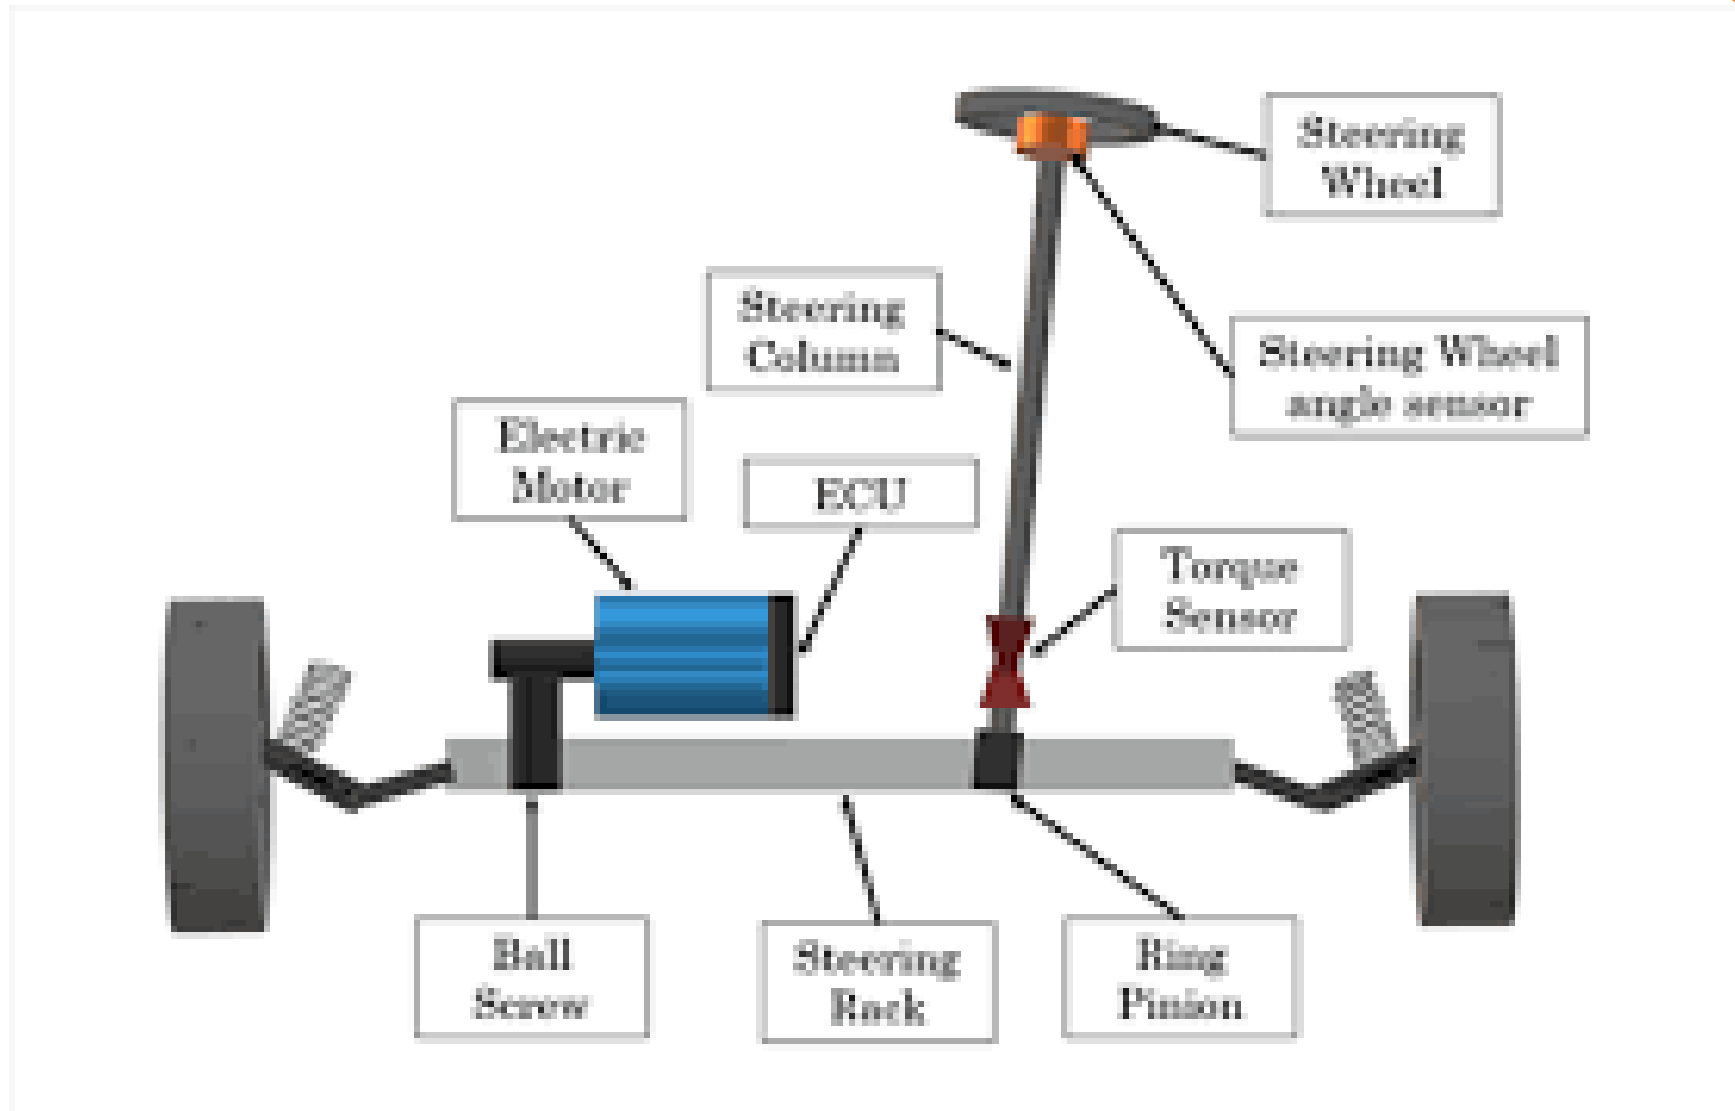 Steering
Wheel
Steering
Column
Steering Wheel
angle sensor
Electric
Motor
ECU
Torque
Sensor
Ball
Screw
Steering
Rack
Ring
Pinion